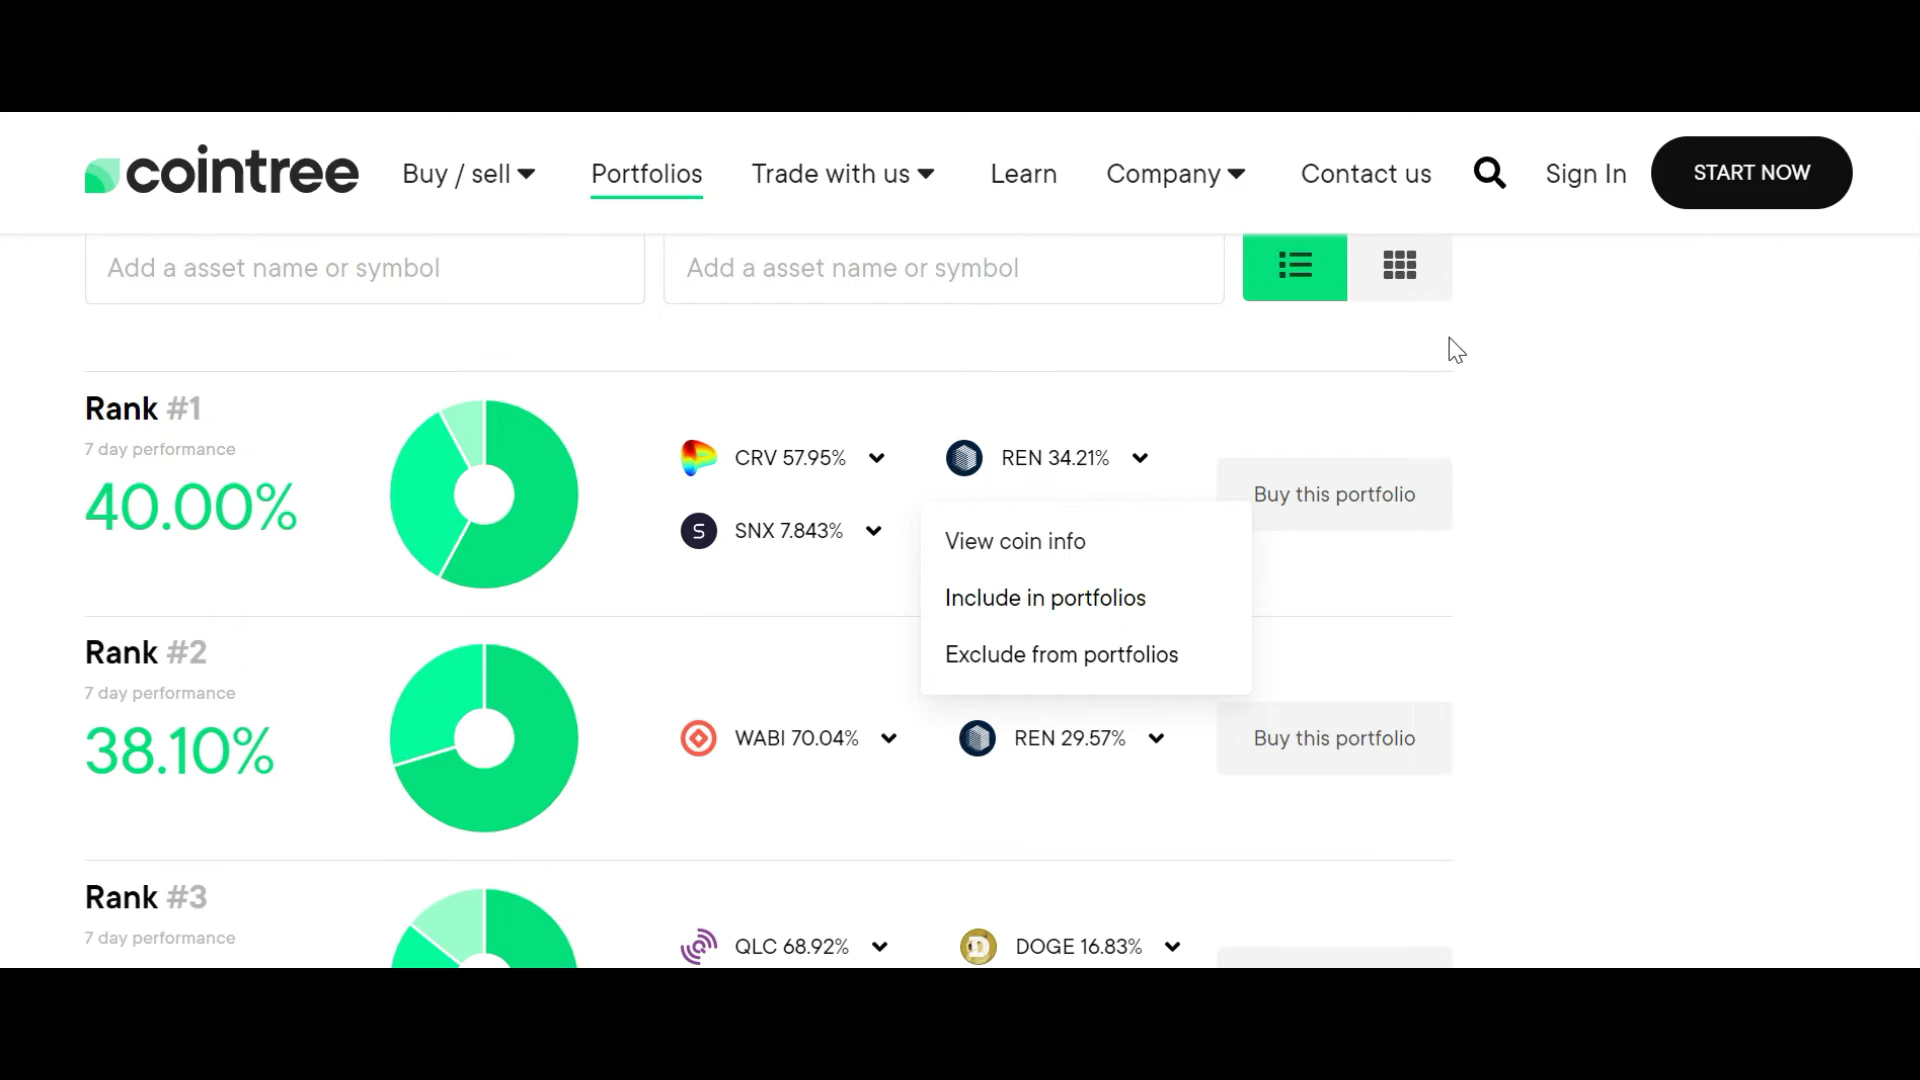 cointree Buy / sell Portfolios Trade with us Learn Company Contact us Sign In START NOW
Add a asset name or symbol Add a asset name or symbol
Rank #1
7 day performance
40.00%
CRV 57.95% REN 34.21%
SNX 7.843%
Buy this portfolio
View coin info
Include in portfolios
Exclude from portfolios
Rank #2
7 day performance
38.10%
WABI 70.04% REN 29.57%
Buy this portfolio
Rank #3
7 day performance
QLC 68.92% DOGE 16.83%